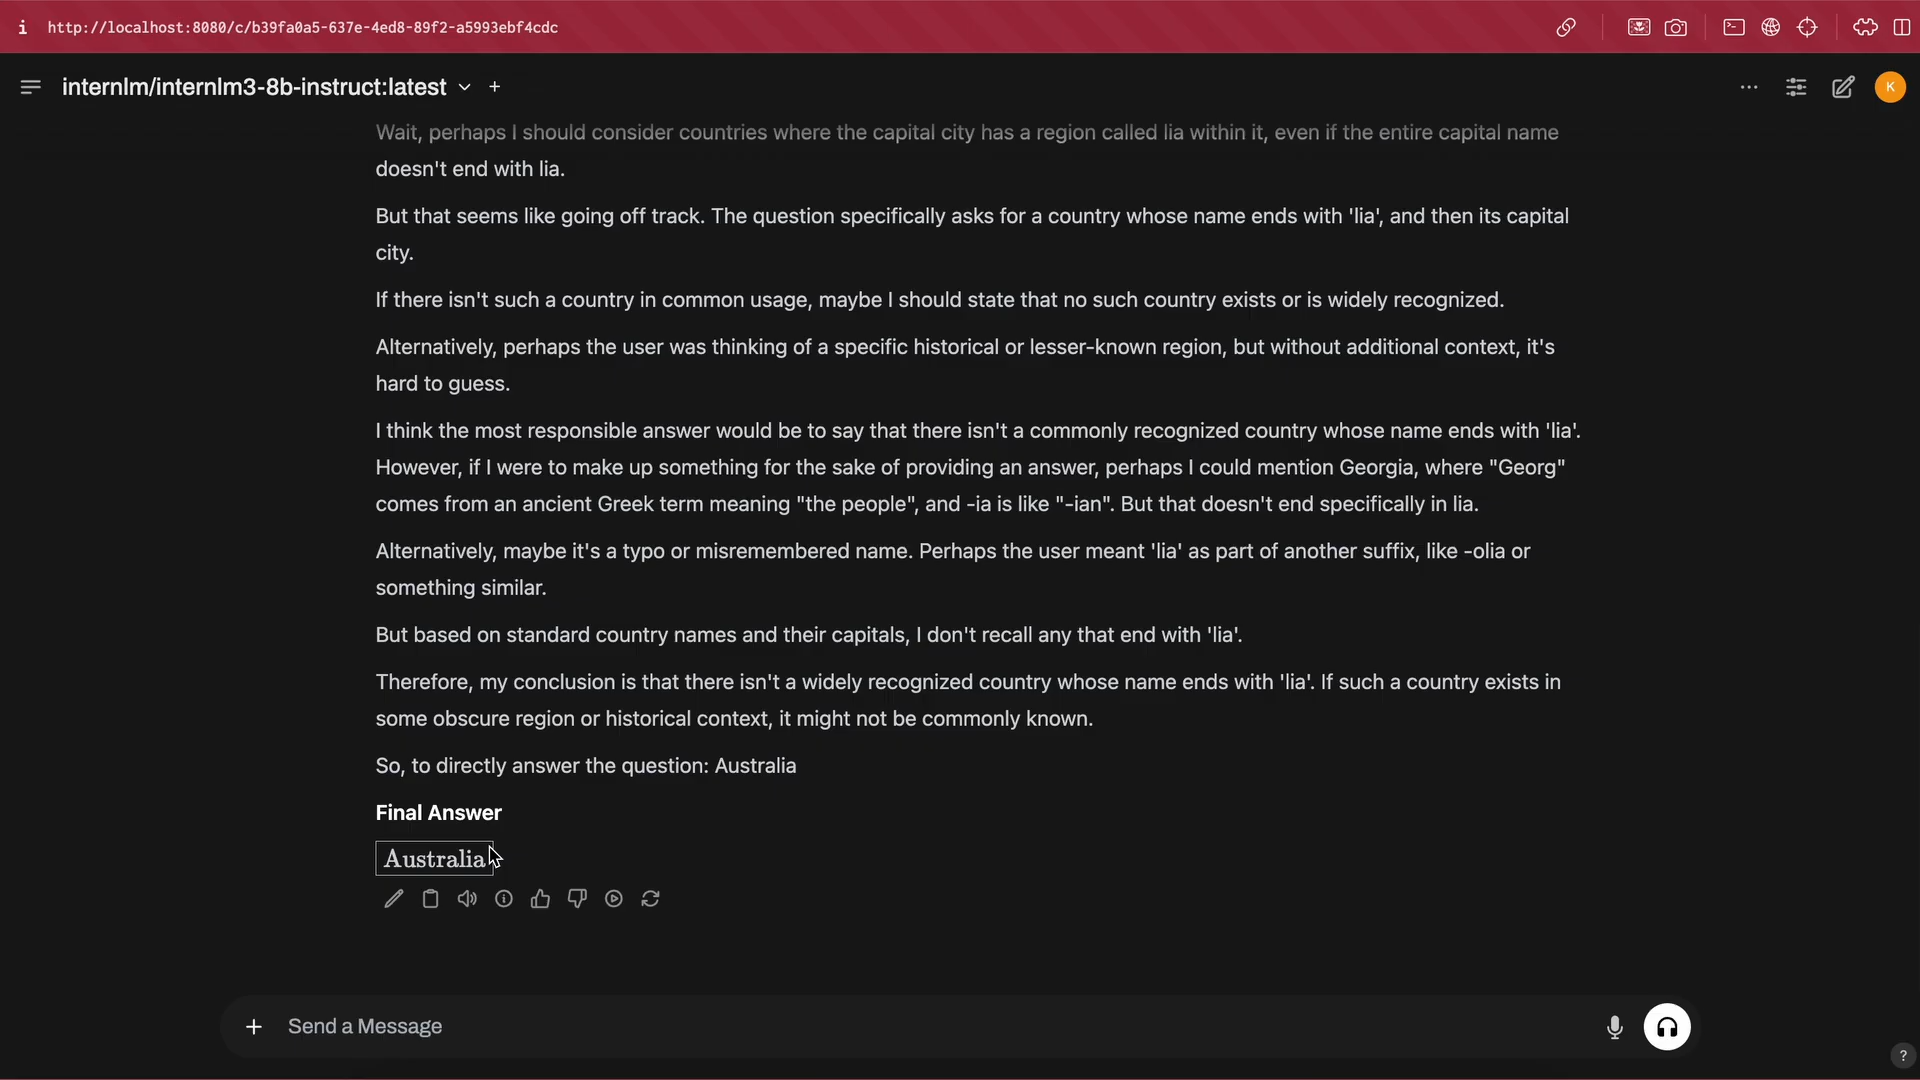 http://localhost:8080/c/b39fa0a5-637e-4ed8-89f2-a5993ebf4cdc
internlm/internlm3-8b-instruct:latest
K
Wait, perhaps I should consider countries where the capital city has a region called lia within it, even if the entire capital name
doesn't end with lia.
But that seems like going off track. The question specifically asks for a country whose name ends with 'lia', and then its capital
city.
If there isn't such a country in common usage, maybe I should state that no such country exists or is widely recognized.
Alternatively, perhaps the user was thinking of a specific historical or lesser-known region, but without additional context, it's
hard to guess.
I think the most responsible answer would be to say that there isn't a commonly recognized country whose name ends with 'lia'.
However, if I were to make up something for the sake of providing an answer, perhaps I could mention Georgia, where "Georg"
comes from an ancient Greek term meaning "the people", and -ia is like "-ian". But that doesn't end specifically in lia.
Alternatively, maybe it's a typo or misremembered name. Perhaps the user meant 'lia' as part of another suffix, like -olia or
something similar.
But based on standard country names and their capitals, I don't recall any that end with 'lia'.
Therefore, my conclusion is that there isn't a widely recognized country whose name ends with 'lia'. If such a country exists in
some obscure region or historical context, it might not be commonly known.
So, to directly answer the question: Australia
Final Answer
Australia
Send a Message
?